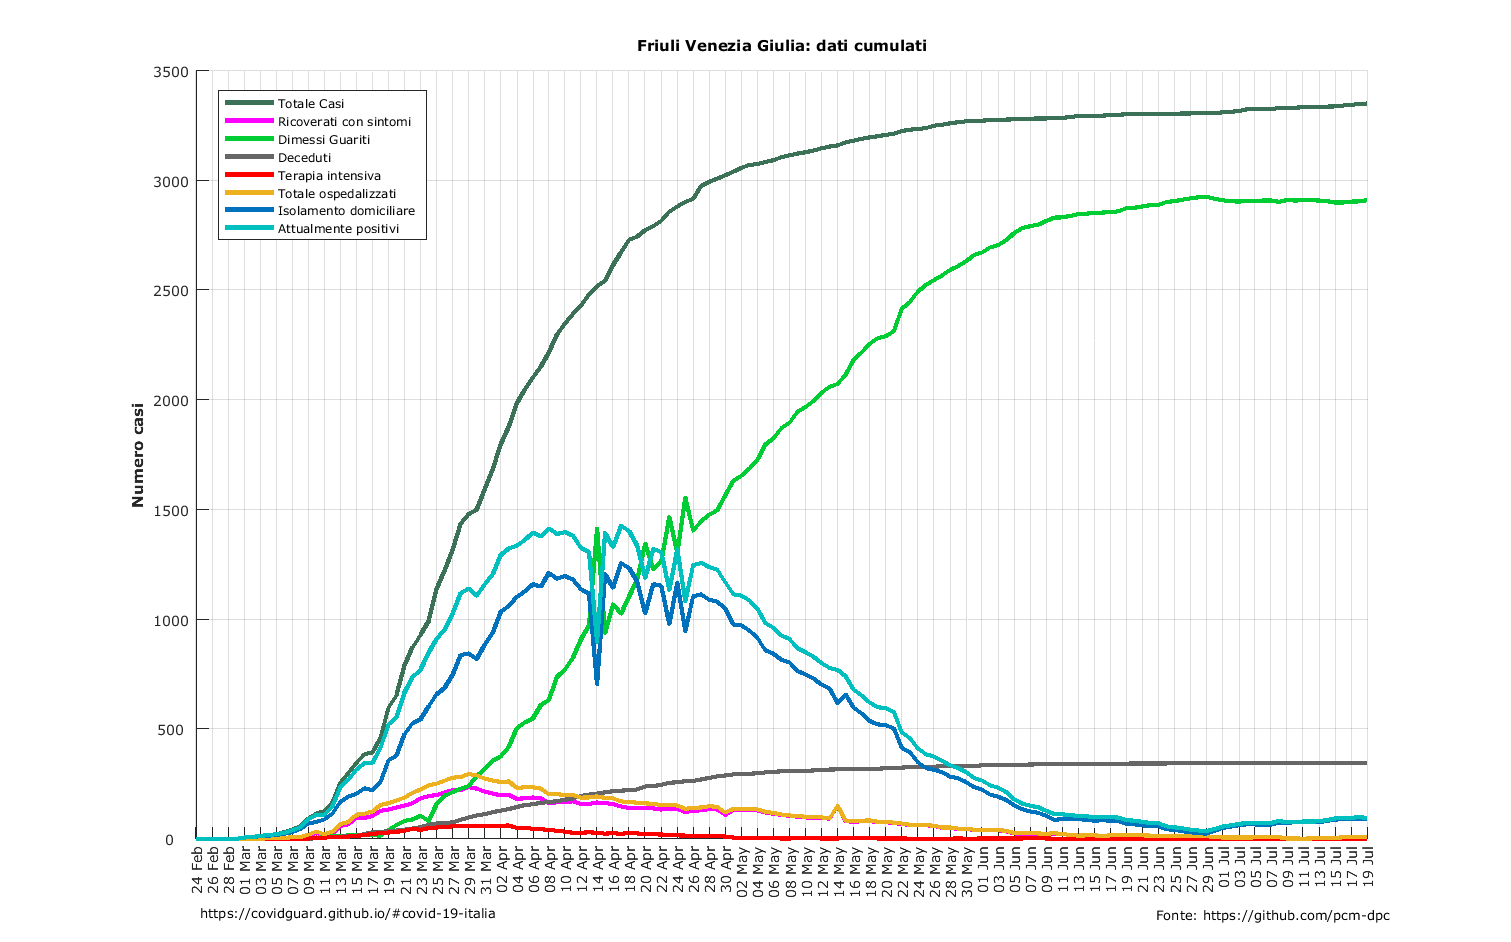 Friuli Venezia Giulia: dati cumulati
3500
3000
2500
2000
1500
1000
500
0
Numero casi
Totale Casi
Ricoverati con sintomi
Dimessi Guariti
Deceduti
Terapia intensiva
Totale ospedalizzati
Isolamento domiciliare
Attualmente positivi
24 Feb
26 Feb
28 Feb
01 Mar
03 Mar
05 Mar
07 Mar
09 Mar
11 Mar
13 Mar
15 Mar
17 Mar
19 Mar
21 Mar
23 Mar
25 Mar
27 Mar
29 Mar
31 Mar
02 Apr
04 Apr
06 Apr
08 Apr
10 Apr
12 Apr
14 Apr
16 Apr
18 Apr
20 Apr
22 Apr
24 Apr
26 Apr
28 Apr
30 Apr
02 May
04 May
06 May
08 May
10 May
12 May
14 May
16 May
18 May
20 May
22 May
24 May
26 May
28 May
30 May
01 Jun
03 Jun
05 Jun
07 Jun
09 Jun
11 Jun
13 Jun
15 Jun
17 Jun
19 Jun
21 Jun
23 Jun
25 Jun
27 Jun
29 Jun
01 Jul
03 Jul
05 Jul
07 Jul
09 Jul
11 Jul
13 Jul
15 Jul
17 Jul
19 Jul
https://covidguard.github.io/#covid-19-italia
Fonte: https://github.com/pcm-dpc